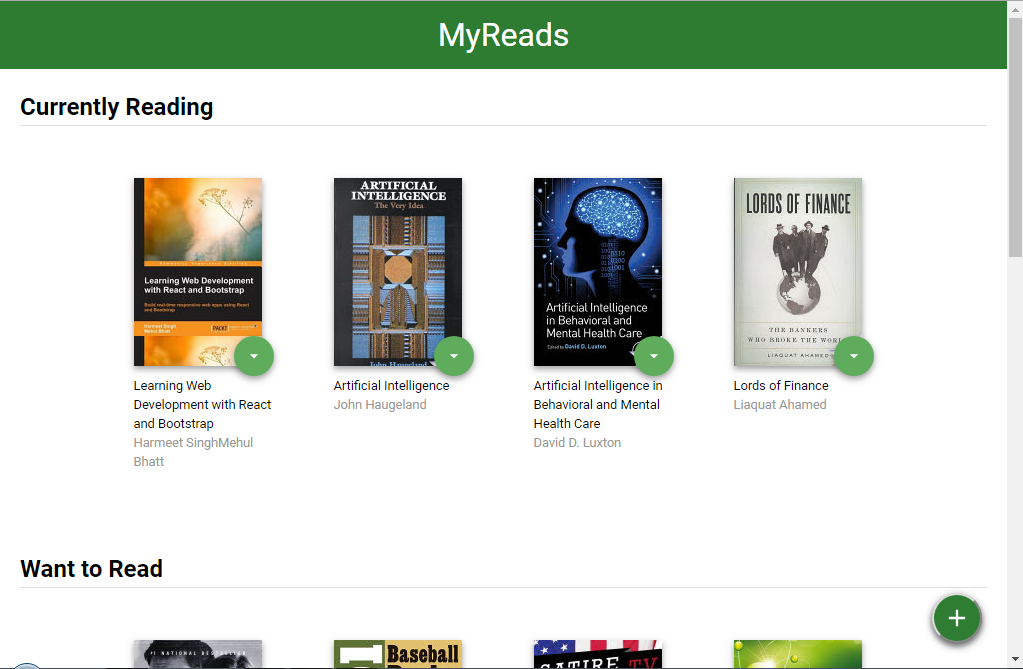 MyReads
Currently Reading
Learning Web Development
with React and Bootstrap
Build real-time responsive web apps using React
and Bootstrap
Harmeet Singh
Mehul Bhatt
PACKT
ARTIFICIAL
INTELLIGENCE
The Very Idea
John Haugeland
Artificial Intelligence
in Behavioral and
Mental Health Care
Edited by David D. Luxton
LORDS OF FINANCE
THE BANKERS
WHO BROKE THE
LIAQUAT AHAMED
Learning Web
Development with React
and Bootstrap
Harmeet SinghMehul
Bhatt
Artificial Intelligence
John Haugeland
Artificial Intelligence in
Behavioral and Mental
Health Care
David D. Luxton
Lords of Finance
Liaquat Ahamed
Want to Read
#1 NATIONAL BESTSELLER
Baseball
SATIRE TV